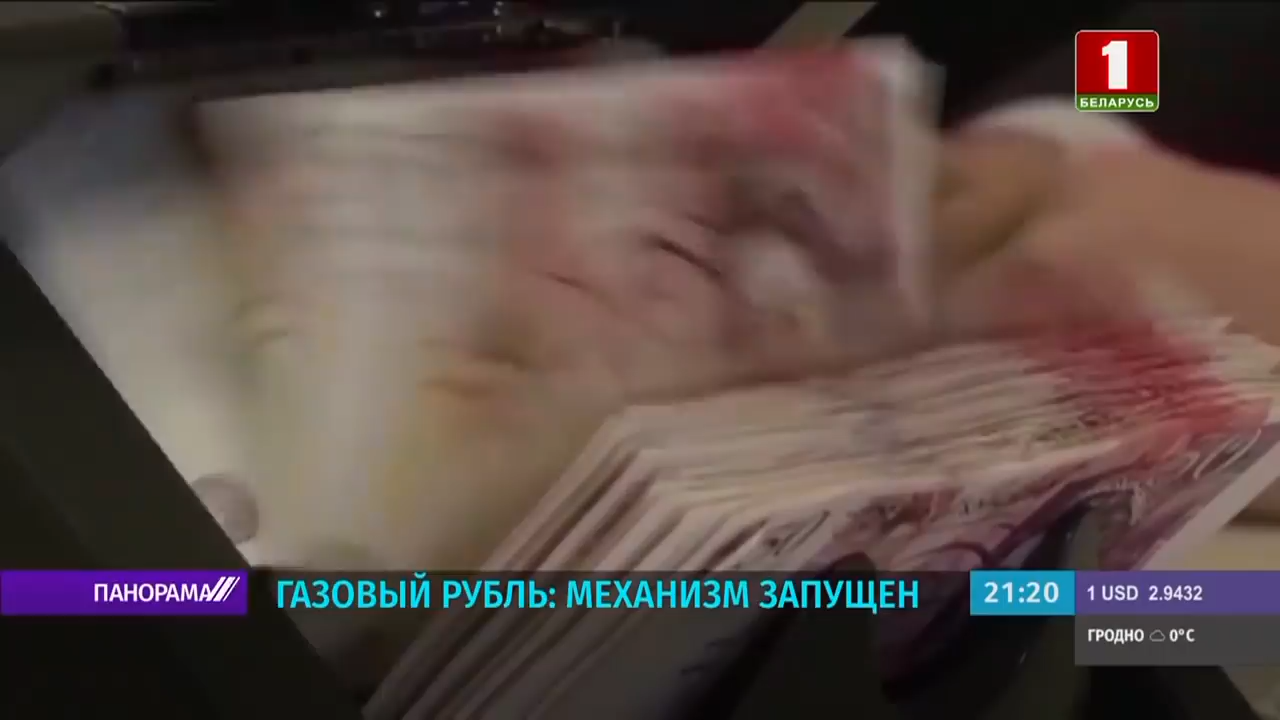 1
БЕЛАРУСЬ
ПАНОРАМА
ГАЗОВЫЙ РУБЛЬ: МЕХАНИЗМ ЗАПУЩЕН
21:20
1 USD 2.9432
ГРОДНО 0°C